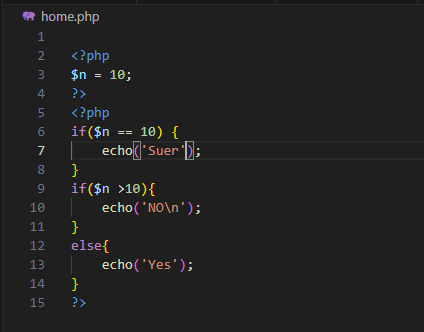 home.php
1
2 <?php
3 $n = 10;
4 ?>
5 <?php
6 if($n == 10) {
7     echo('Suer');
8 }
9 if($n >10){
10     echo('NO\n');
11 }
12 else{
13     echo('Yes');
14 }
15 ?>